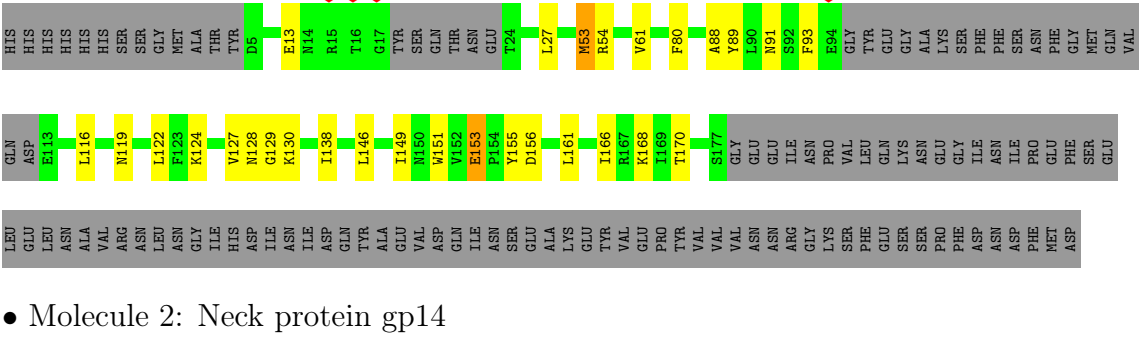 HIS HIS HIS HIS HIS HIS SER SER GLY MET ALA THR TYR D5 E13 N14 R15 T16 G17 TYR SER GLN THR ASN GLU T24 L27 M53 R54 V61 F80 A88 Y89 L90 N91 S92 F93 E94 GLY TYR GLU GLY ALA LYS SER PHE PHE SER ASN PHE GLY MET GLN VAL
GLN ASP E113 L116 N119 L122 F123 K124 V127 N128 G129 K130 I138 L146 I149 N150 W151 V152 E153 P154 Y155 D156 L161 I166 R167 K168 I169 T170 S177 GLY GLU GLU ILE ASN PRO VAL LEU GLN LYS ASN GLU GLY ILE ASN ILE PRO GLU PHE SER GLU
LEU GLU LEU ASN ALA VAL ARG ASN LEU ASN GLY ILE HIS ASP ILE ASN ILE ASP GLN TYR ALA GLU VAL ASP GLN ILE ASN SER GLU ALA LYS GLU TYR VAL GLU PRO TYR VAL VAL VAL ASN ASN ARG GLY LYS SER PHE GLU SER SER PRO PHE ASP ASN ASP PHE MET ASP
• Molecule 2: Neck protein gp14